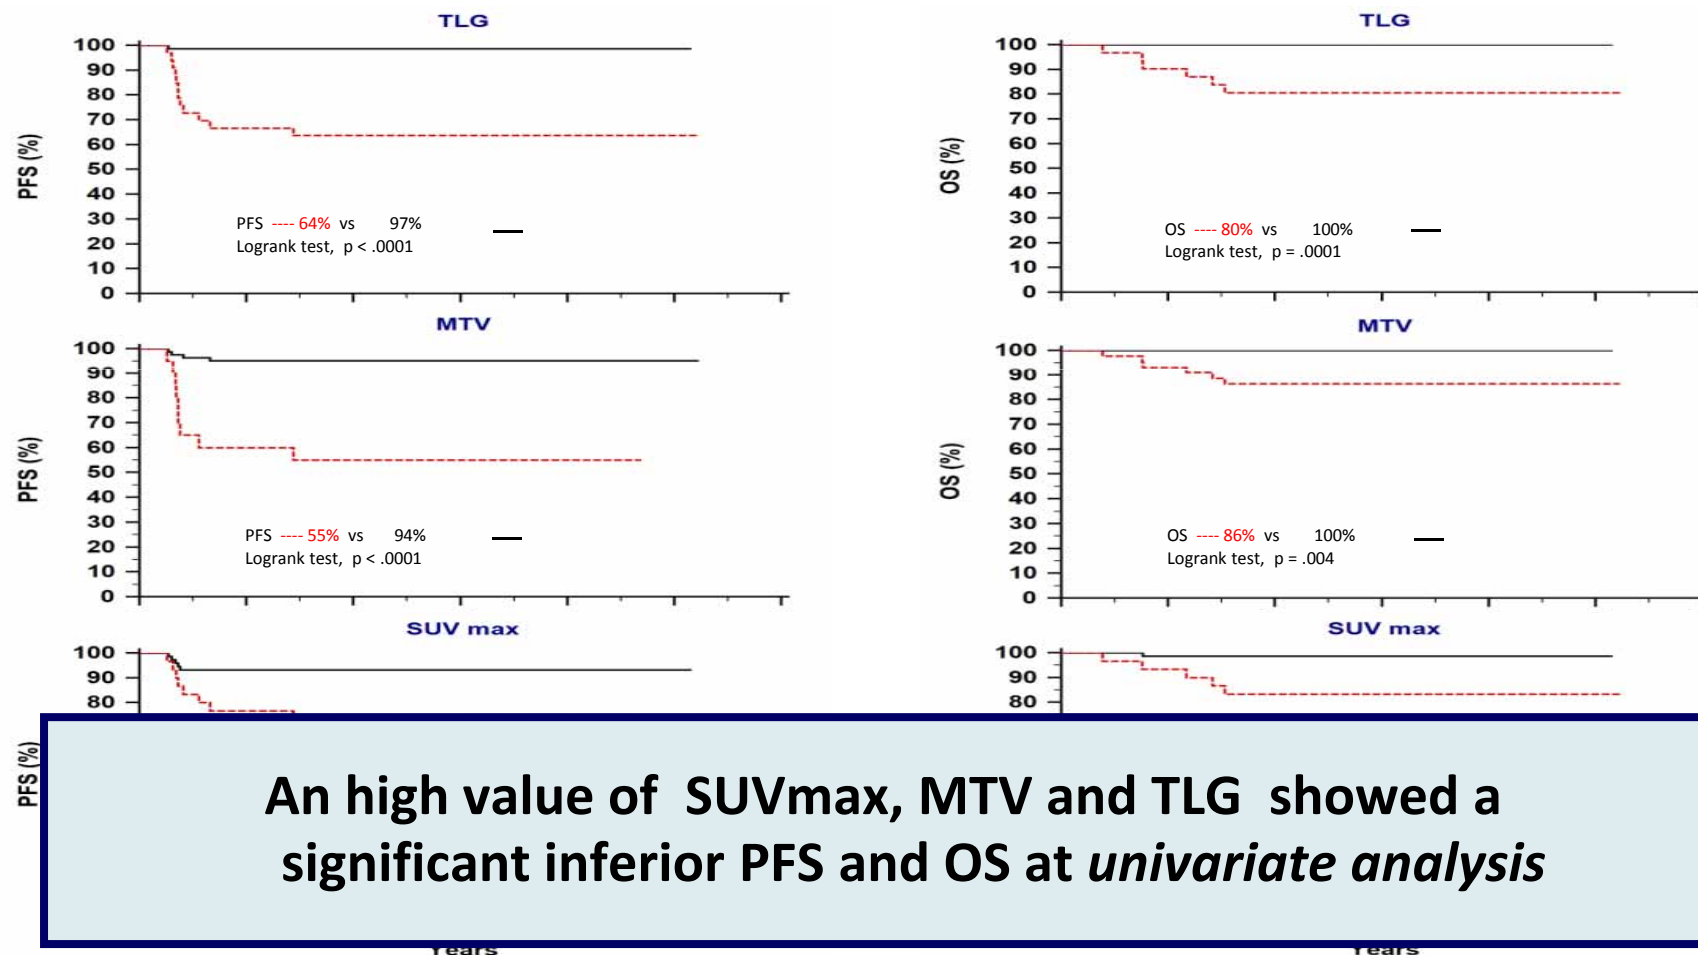 TLG
100
90
80
70
60
50
40
30
20
10
0
PFS (%)
PFS ---- 64% vs 97%
Logrank test, p < .0001
TLG
100
90
80
70
60
50
40
30
20
10
0
OS (%)
OS ---- 80% vs 100%
Logrank test, p = .0001
MTV
100
90
80
70
60
50
40
30
20
10
0
PFS (%)
PFS ---- 55% vs 94%
Logrank test, p < .0001
MTV
100
90
80
70
60
50
40
30
20
10
0
OS (%)
OS ---- 86% vs 100%
Logrank test, p = .004
SUV max
100
90
80
PFS (%)
SUV max
100
90
80
An high value of SUVmax, MTV and TLG showed a
significant inferior PFS and OS at univariate analysis
Years
Years